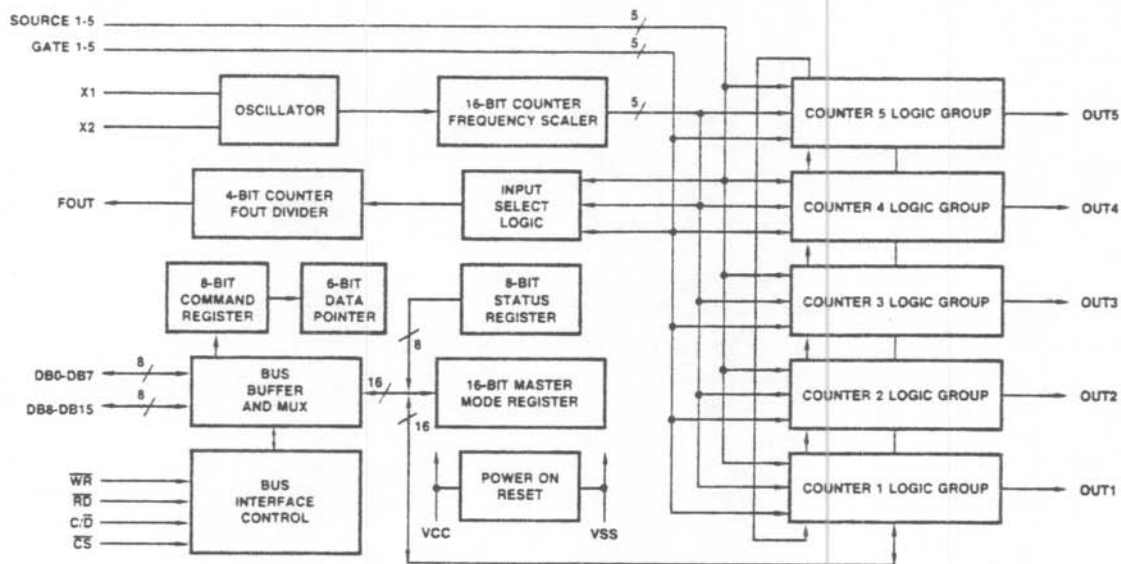 SOURCE 1-5
5
GATE 1-5
5
X1
X2
OSCILLATOR
16-BIT COUNTER
FREQUENCY SCALER
5
COUNTER 5 LOGIC GROUP
OUT5
FOUT
4-BIT COUNTER
FOUT DIVIDER
INPUT
SELECT
LOGIC
COUNTER 4 LOGIC GROUP
OUT4
8-BIT
COMMAND
REGISTER
6-BIT
DATA
POINTER
8-BIT
STATUS
REGISTER
8
COUNTER 3 LOGIC GROUP
OUT3
DB0-DB7
8
DB8-DB15
8
BUS
BUFFER
AND MUX
16
16-BIT MASTER
MODE REGISTER
16
COUNTER 2 LOGIC GROUP
OUT2
W̅R̅
R̅D̅
C/D̅
C̅S̅
BUS
INTERFACE
CONTROL
POWER ON
RESET
VCC
VSS
COUNTER 1 LOGIC GROUP
OUT1